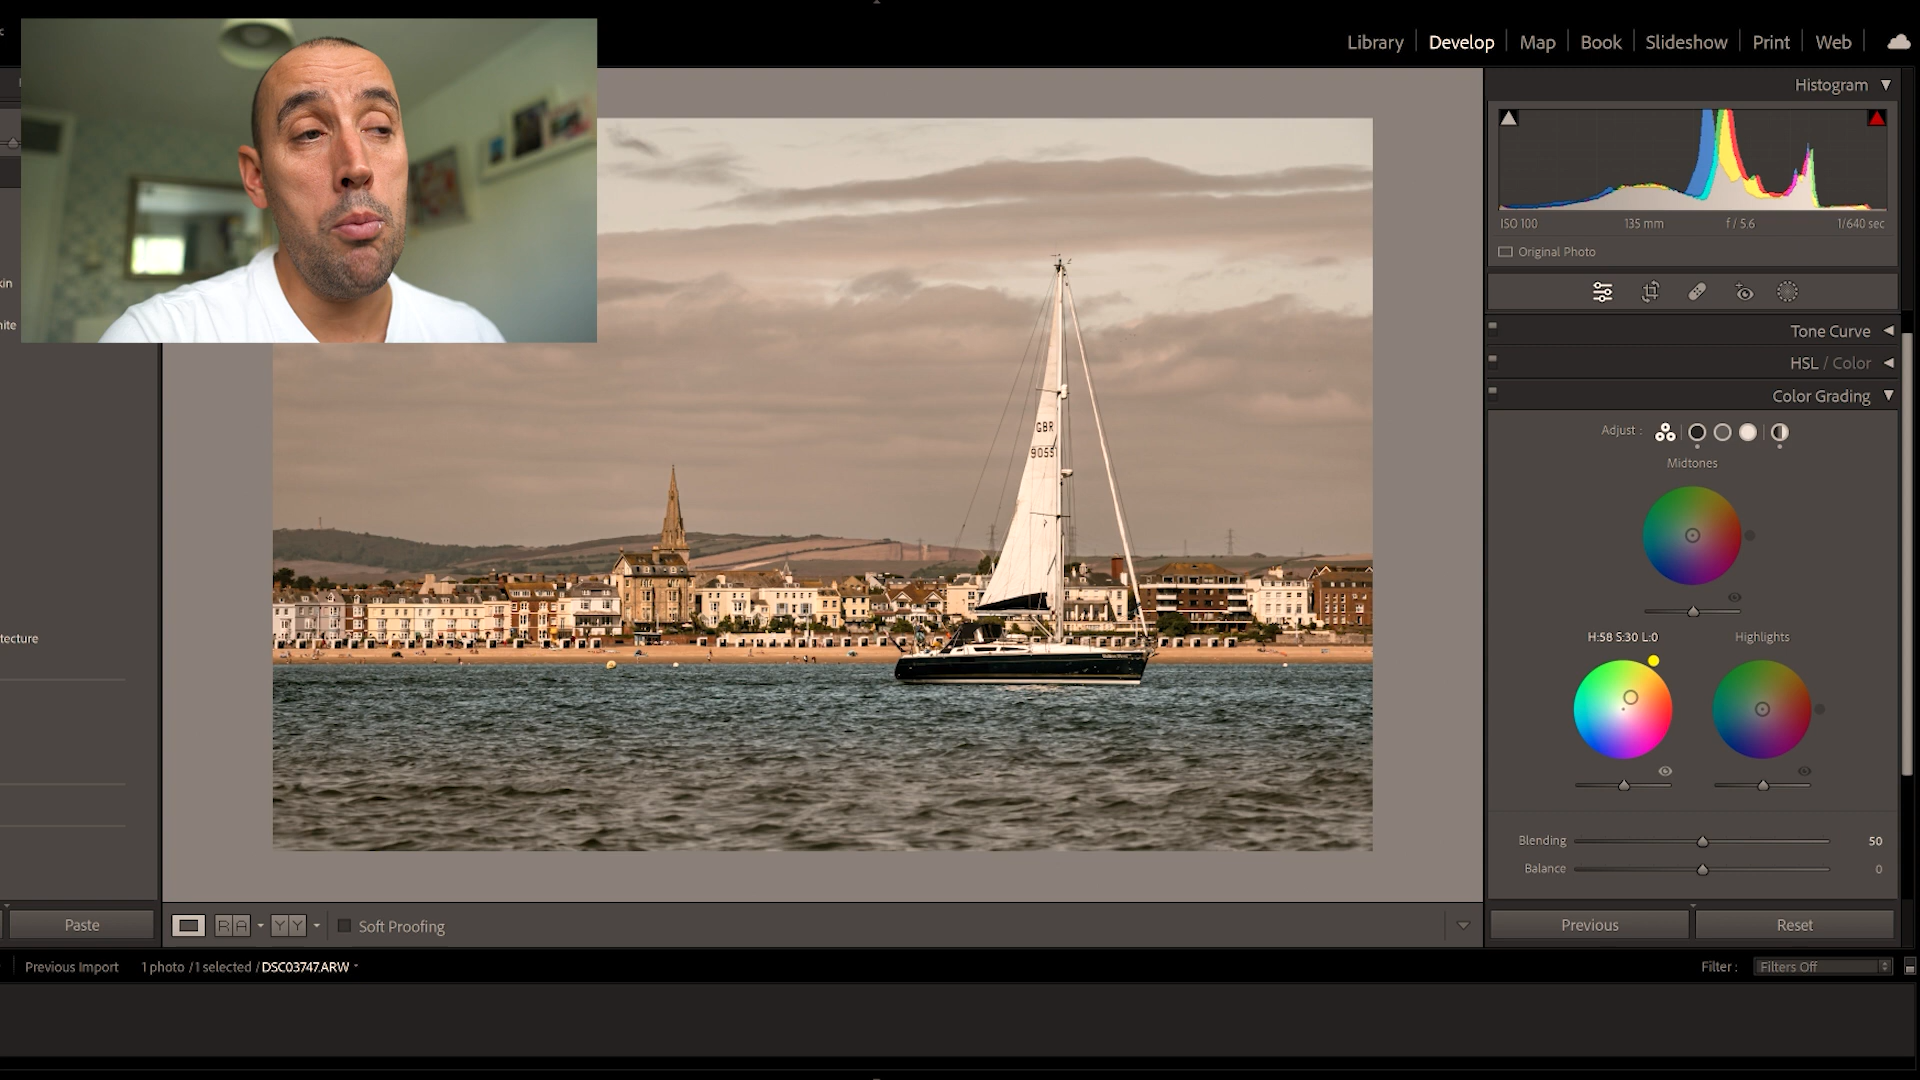 Library Develop Map Book Slideshow Print Web
Histogram
ISO 100 135 mm f / 5.6 1/640 sec
Original Photo
Tone Curve
HSL / Color
Color Grading
Adjust :
Midtones
H:58 S:30 L:0 Highlights
Blending 50
Balance 0
Previous Reset
GBR
9055
kin
hite
tecture
Paste
R A Y Y Soft Proofing
Previous Import 1 photo / 1 selected / DSC03747.ARW
Filter : Filters Off